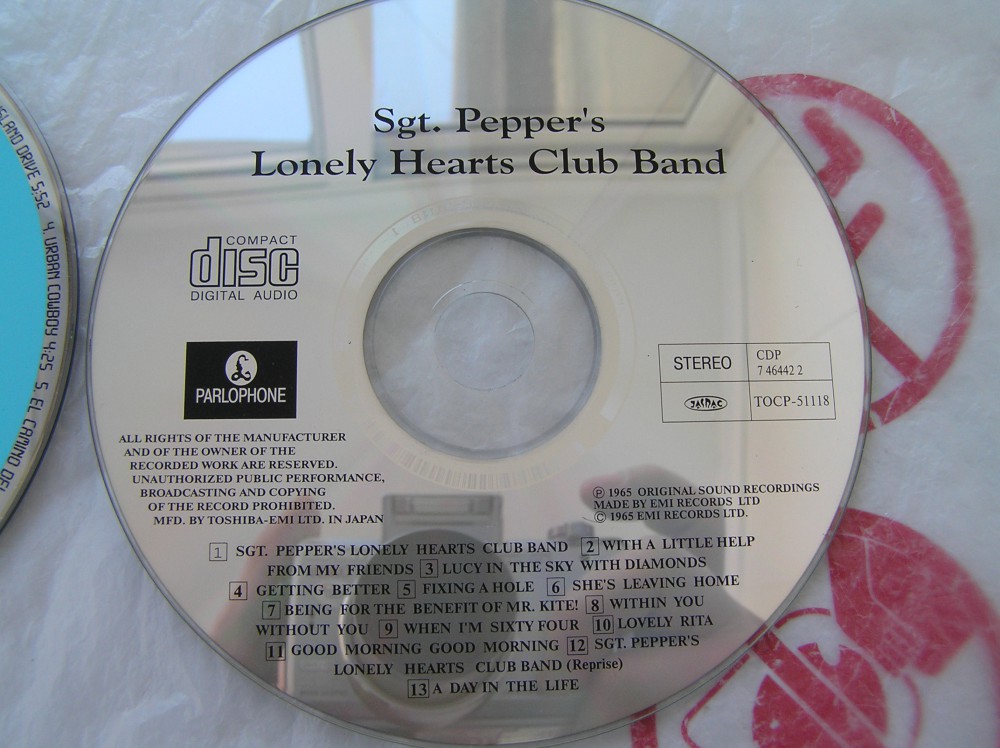 Sgt. Pepper's
Lonely Hearts Club Band
COMPACT
disc
DIGITAL AUDIO
PARLOPHONE
STEREO
CDP
7 46442 2
JASRAC
TOCP-51118
ALL RIGHTS OF THE MANUFACTURER
AND OF THE OWNER OF THE
RECORDED WORK ARE RESERVED.
UNAUTHORIZED PUBLIC PERFORMANCE,
BROADCASTING AND COPYING
OF THE RECORD PROHIBITED.
MFD. BY TOSHIBA-EMI LTD. IN JAPAN
Ⓟ 1965 ORIGINAL SOUND RECORDINGS
MADE BY EMI RECORDS LTD
© 1965 EMI RECORDS LTD.
1 SGT. PEPPER'S LONELY HEARTS CLUB BAND 2 WITH A LITTLE HELP
FROM MY FRIENDS 3 LUCY IN THE SKY WITH DIAMONDS
4 GETTING BETTER 5 FIXING A HOLE 6 SHE'S LEAVING HOME
7 BEING FOR THE BENEFIT OF MR. KITE! 8 WITHIN YOU
WITHOUT YOU 9 WHEN I'M SIXTY FOUR 10 LOVELY RITA
11 GOOD MORNING GOOD MORNING 12 SGT. PEPPER'S
LONELY HEARTS CLUB BAND (Reprise)
13 A DAY IN THE LIFE
DRIVE 5:52 4. URBAN COWBOY 4:25 5. EL CAMINO DEL